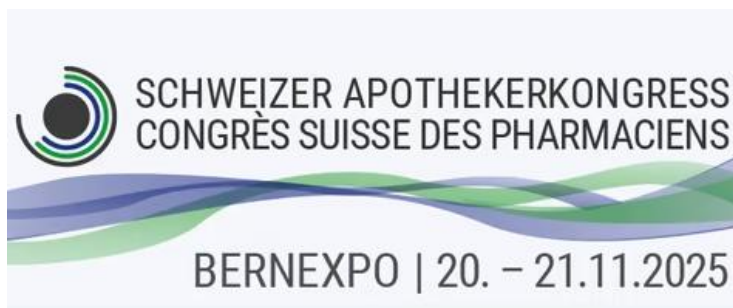 SCHWEIZER APOTHEKERKONGRESS
CONGRÈS SUISSE DES PHARMACIENS
BERNEXPO | 20. – 21.11.2025